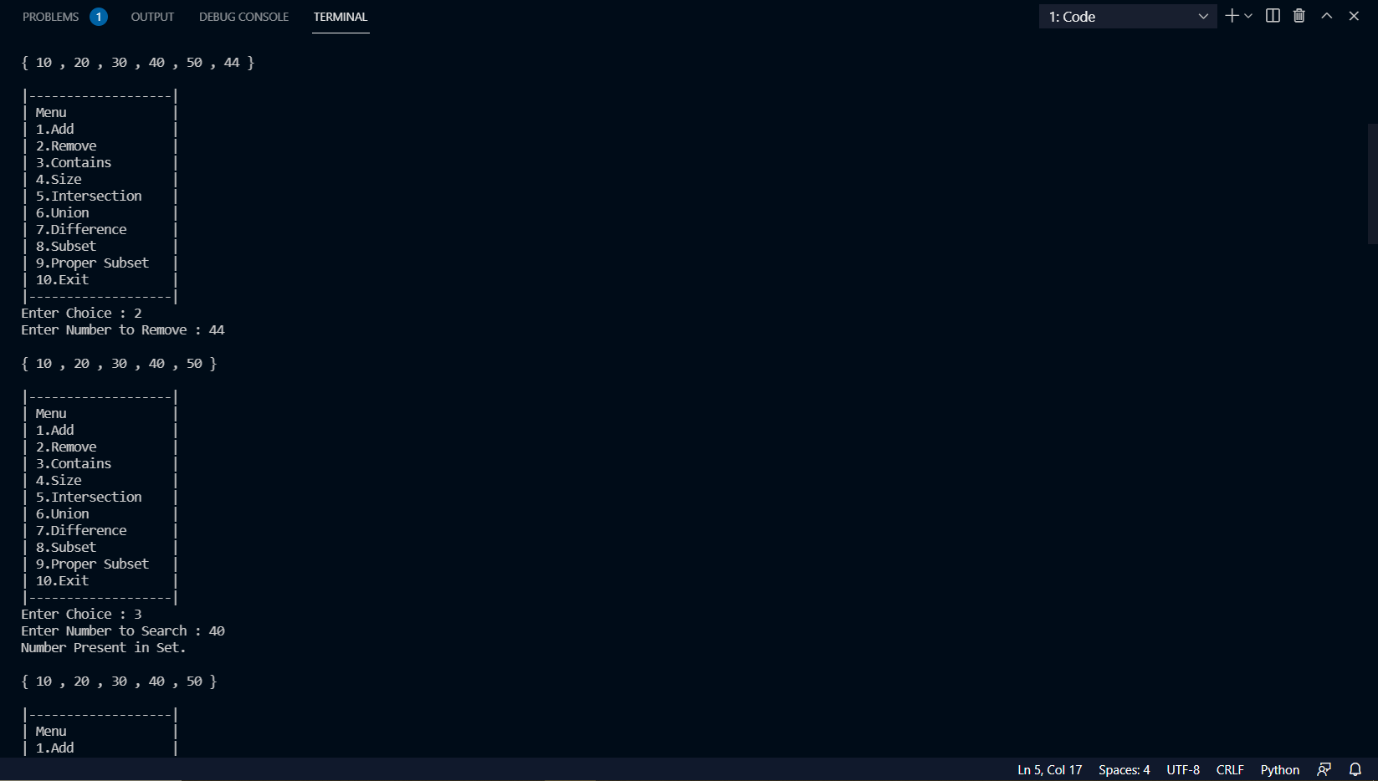 PROBLEMS 1 OUTPUT DEBUG CONSOLE TERMINAL 1: Code
{ 10 , 20 , 30 , 40 , 50 , 44 }
|-------------------|
| Menu              |
| 1.Add             |
| 2.Remove          |
| 3.Contains        |
| 4.Size            |
| 5.Intersection    |
| 6.Union           |
| 7.Difference      |
| 8.Subset          |
| 9.Proper Subset   |
| 10.Exit           |
|-------------------|
Enter Choice : 2
Enter Number to Remove : 44
{ 10 , 20 , 30 , 40 , 50 }
|-------------------|
| Menu              |
| 1.Add             |
| 2.Remove          |
| 3.Contains        |
| 4.Size            |
| 5.Intersection    |
| 6.Union           |
| 7.Difference      |
| 8.Subset          |
| 9.Proper Subset   |
| 10.Exit           |
|-------------------|
Enter Choice : 3
Enter Number to Search : 40
Number Present in Set.
{ 10 , 20 , 30 , 40 , 50 }
|-------------------|
| Menu              |
| 1.Add             |
Ln 5, Col 17 Spaces: 4 UTF-8 CRLF Python